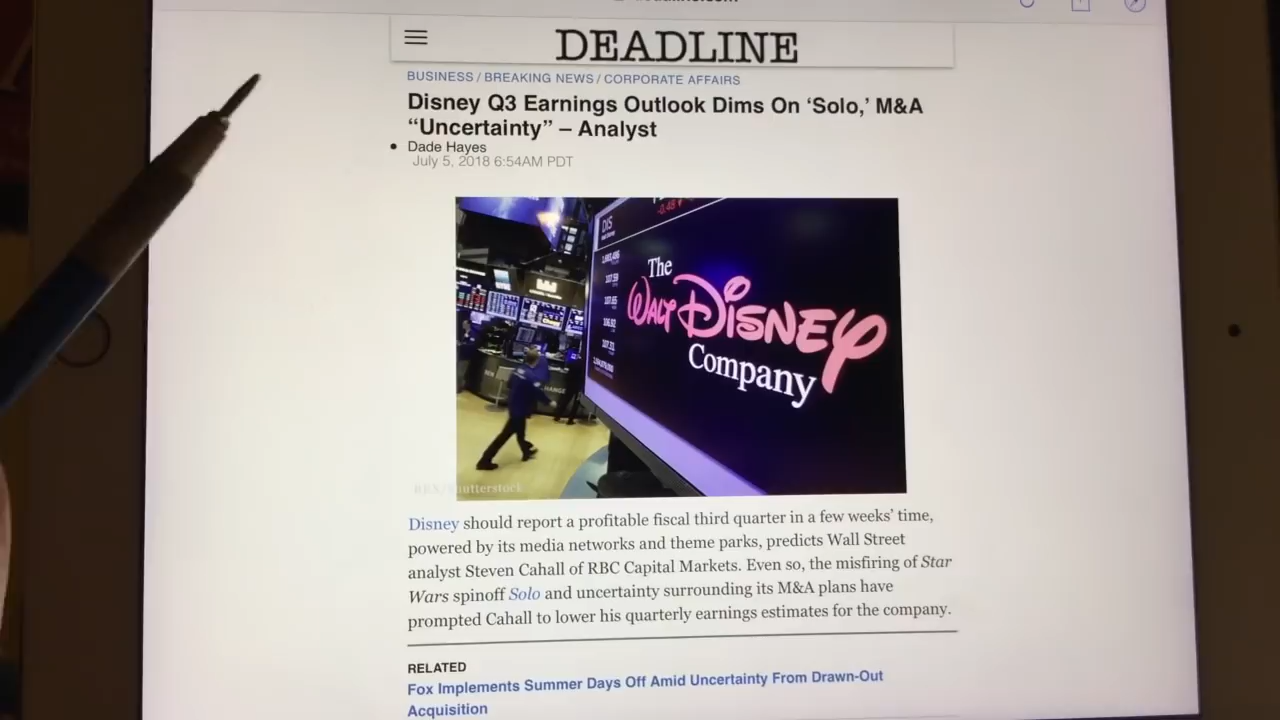 DEADLINE
BUSINESS / BREAKING NEWS / CORPORATE AFFAIRS
Disney Q3 Earnings Outlook Dims On ‘Solo,’ M&A
“Uncertainty” – Analyst
Dade Hayes
July 5, 2018 6:54AM PDT
-0.48
DIS
The
WALT DISNEY
Company
Disney should report a profitable fiscal third quarter in a few weeks’ time,
powered by its media networks and theme parks, predicts Wall Street
analyst Steven Cahall of RBC Capital Markets. Even so, the misfiring of Star
Wars spinoff Solo and uncertainty surrounding its M&A plans have
prompted Cahall to lower his quarterly earnings estimates for the company.
RELATED
Fox Implements Summer Days Off Amid Uncertainty From Drawn-Out
Acquisition